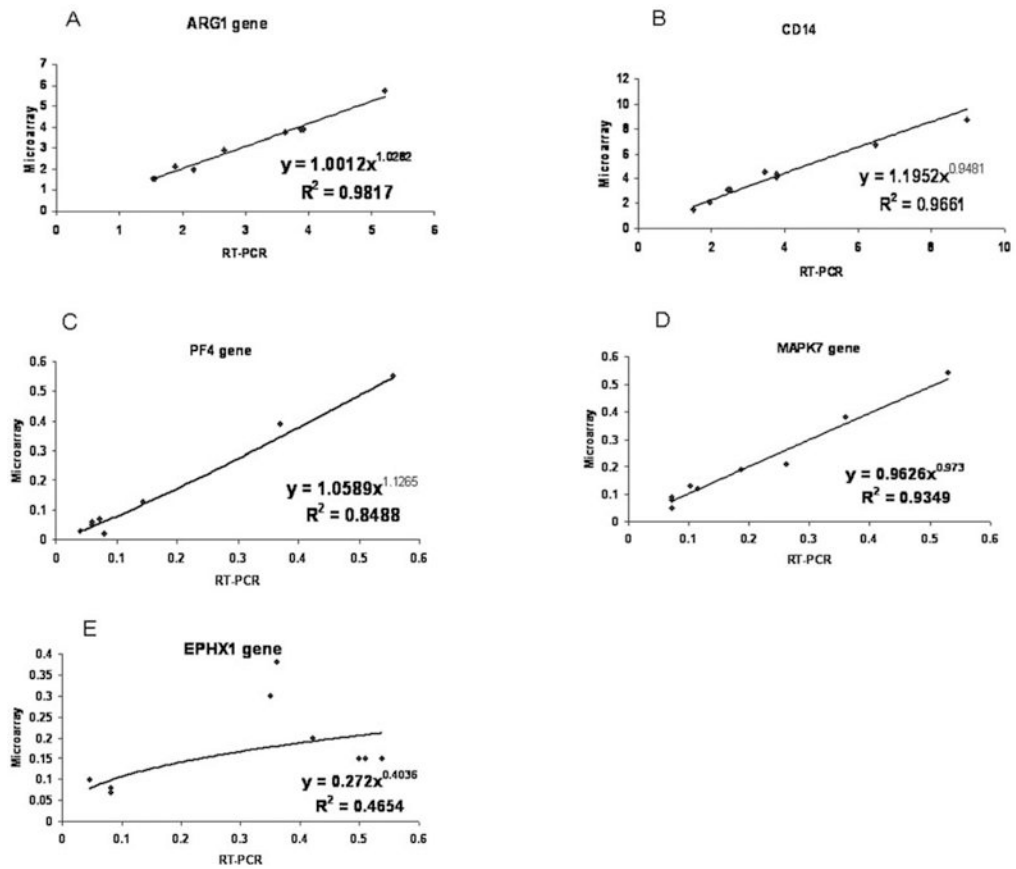 A
ARG1 gene
7
6
5
4
3
2
1
0
Microarray
y = 1.0012x^1.0282
R² = 0.9817
0 1 2 3 4 5 6
RT-PCR
B
CD14
12
10
8
6
4
2
0
Microarray
y = 1.1952x^0.9481
R² = 0.9661
0 2 4 6 8 10
RT-PCR
C
PF4 gene
0.6
0.5
0.4
0.3
0.2
0.1
0
Microarray
y = 1.0589x^1.1265
R² = 0.8488
0 0.1 0.2 0.3 0.4 0.5 0.6
RT-PCR
D
MAPK7 gene
0.6
0.5
0.4
0.3
0.2
0.1
0
Microarray
y = 0.9626x^0.973
R² = 0.9349
0 0.1 0.2 0.3 0.4 0.5 0.6
RT-PCR
E
EPHX1 gene
0.4
0.35
0.3
0.25
0.2
0.15
0.1
0.05
0
Microarray
y = 0.272x^0.4036
R² = 0.4654
0 0.1 0.2 0.3 0.4 0.5 0.6
RT-PCR